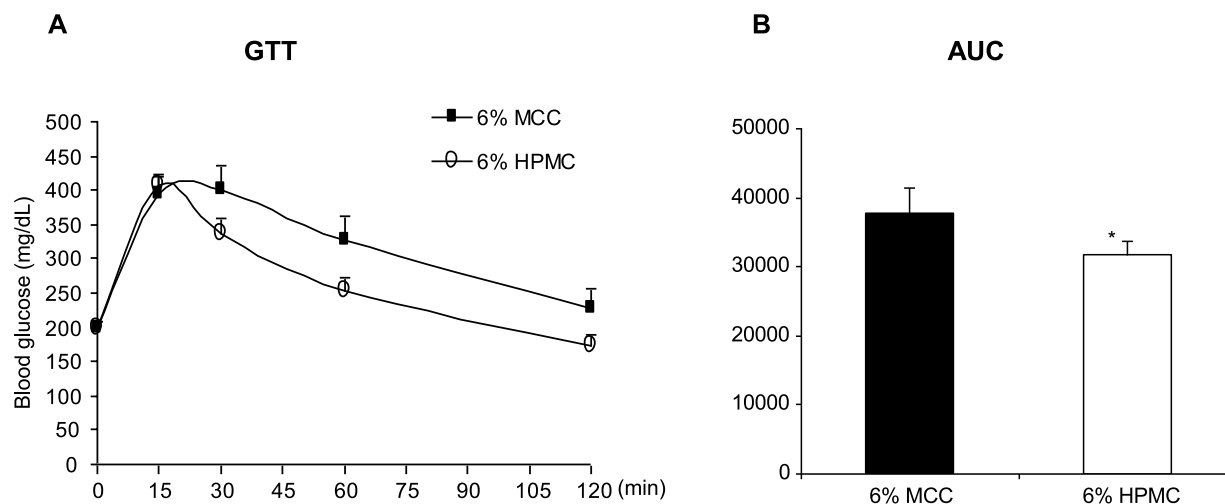 A
GTT
6% MCC
6% HPMC
Blood glucose (mg/dL)
500
450
400
350
300
250
200
150
100
50
0
0 15 30 45 60 75 90 105 120 (min)
B
AUC
50000
40000
30000
20000
10000
0
*
6% MCC 6% HPMC